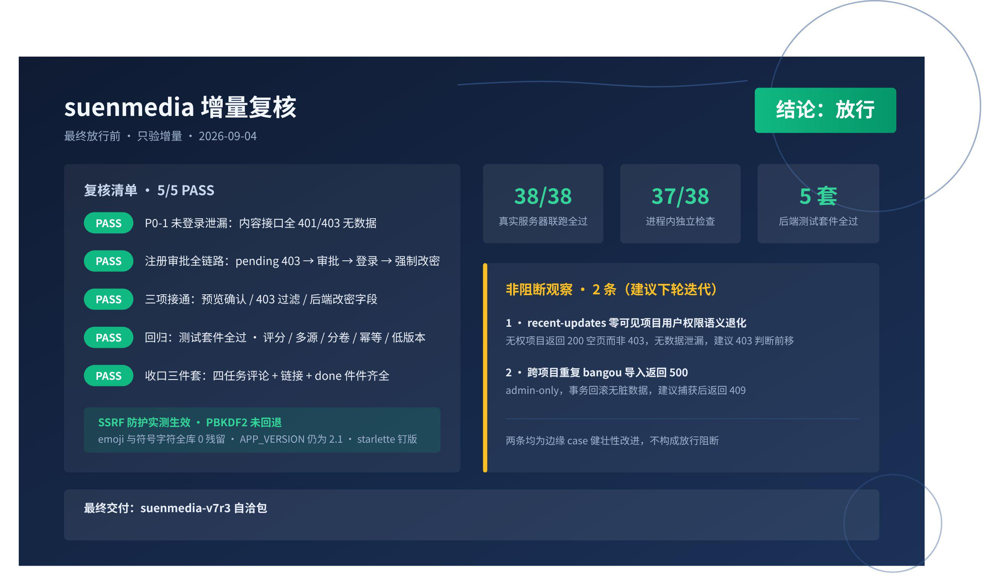 suenmedia 增量复核
最终放行前 · 只验增量 · 2026-09-04
结论：放行
复核清单 · 5/5 PASS
PASS P0-1 未登录泄漏：内容接口全 401/403 无数据
PASS 注册审批全链路：pending 403 → 审批 → 登录 → 强制改密
PASS 三项接通：预览确认 / 403 过滤 / 后端改密字段
PASS 回归：测试套件全过 · 评分 / 多源 / 分卷 / 幂等 / 低版本
PASS 收口三件套：四任务评论 + 链接 + done 件件齐全
SSRF 防护实测生效 · PBKDF2 未回退
emoji 与符号字符全库 0 残留 · APP_VERSION 仍为 2.1 · starlette 钉版
38/38
真实服务器联跑全过
37/38
进程内独立检查
5 套
后端测试套件全过
非阻断观察 · 2 条（建议下轮迭代）
1 · recent-updates 零可见项目用户权限语义退化
无权项目返回 200 空页而非 403，无数据泄漏，建议 403 判断前移
2 · 跨项目重复 bangou 导入返回 500
admin-only，事务回滚无脏数据，建议捕获后返回 409
两条均为边缘 case 健壮性改进，不构成放行阻断
最终交付：suenmedia-v7r3 自洽包